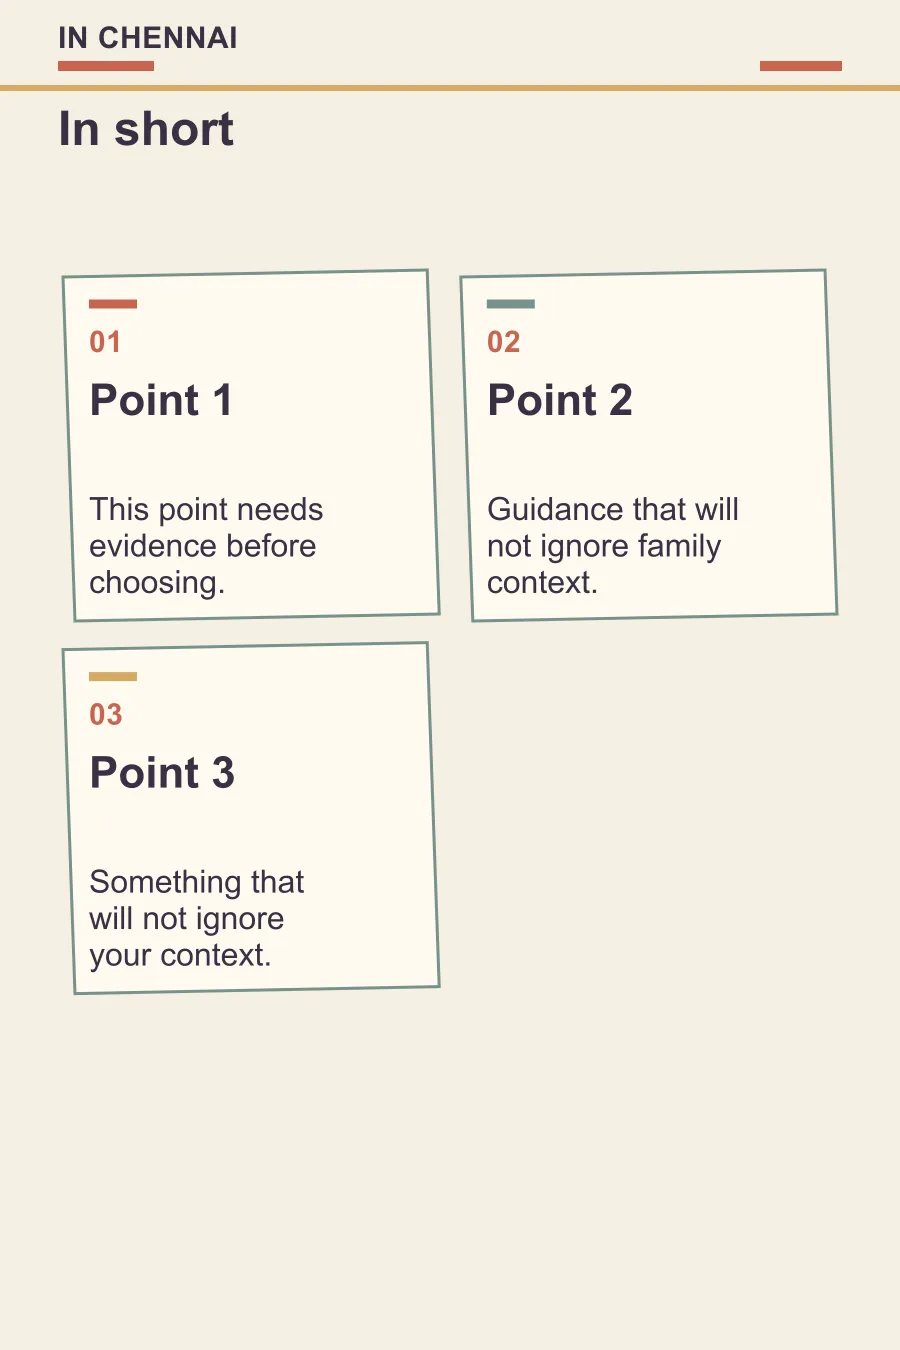 IN CHENNAI
In short
01
Point 1
This point needs
evidence before
choosing.
02
Point 2
Guidance that will
not ignore family
context.
03
Point 3
Something that
will not ignore
your context.